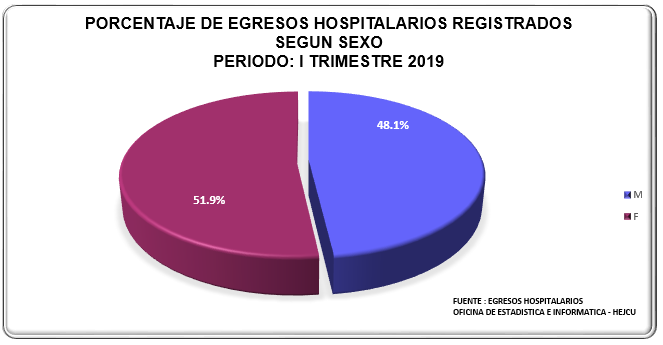 PORCENTAJE DE EGRESOS HOSPITALARIOS REGISTRADOS
SEGUN SEXO
PERIODO: I TRIMESTRE 2019
48.1%
51.9%
M
F
FUENTE : EGRESOS HOSPITALARIOS
OFICINA DE ESTADISTICA E INFORMATICA - HEJCU